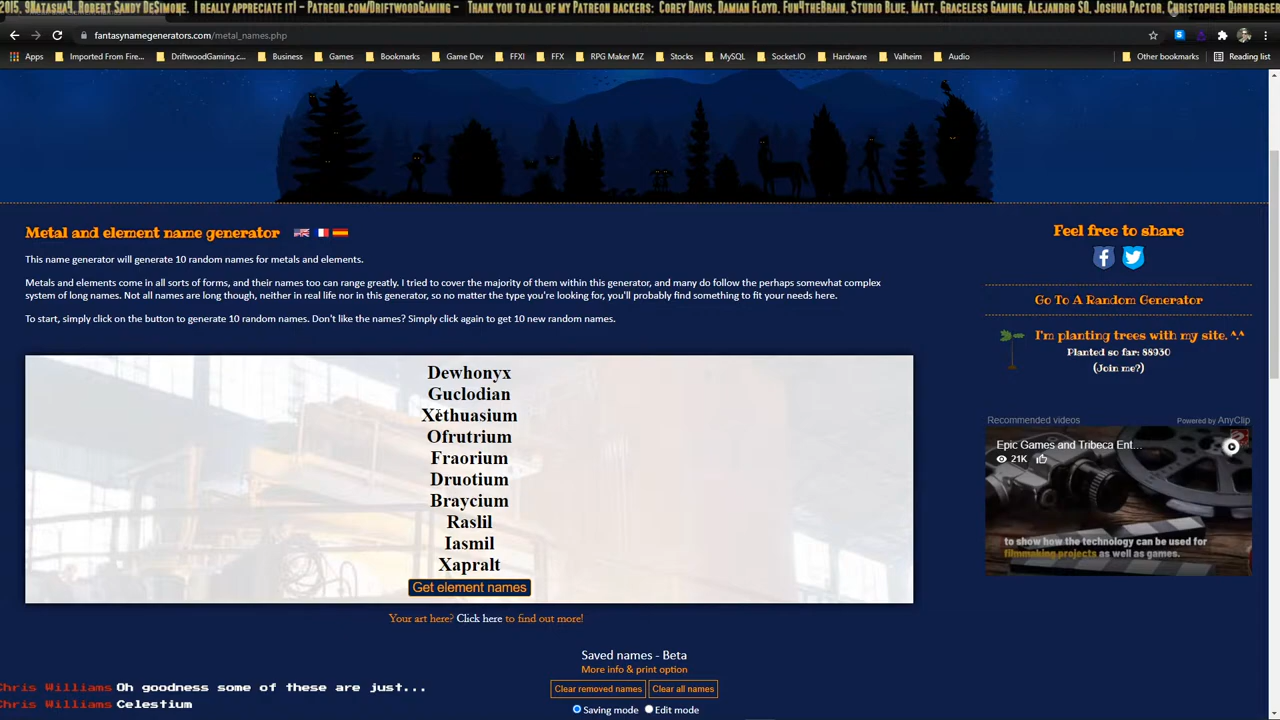 2015, 9Natasha4, Robert Sandy DeSimone. I really appreciate it! - Patreon.com/DriftwoodGaming - Thank you to all of my Patreon backers: Corey Davis, Damian Floyd, Fun4TheBrain, Studio Blue, Matt, Graceless Gaming, Alejandro SQ, Joshua Pactor, Christopher Dirnberger
fantasynamegenerators.com/metal_names.php
Apps Imported From Fire... DriftwoodGaming.c... Business Games Bookmarks Game Dev FFXI FFX RPG Maker MZ Stocks MySQL Socket.IO Hardware Valheim Audio Other bookmarks Reading list
Metal and element name generator
Feel free to share
This name generator will generate 10 random names for metals and elements.
Metals and elements come in all sorts of forms, and their names too can range greatly. I tried to cover the majority of them within this generator, and many do follow the perhaps somewhat complex
system of long names. Not all names are long though, neither in real life nor in this generator, so no matter the type you're looking for, you'll probably find something to fit your needs here.
Go To A Random Generator
To start, simply click on the button to generate 10 random names. Don't like the names? Simply click again to get 10 new random names.
I'm planting trees with my site. ^.^
Planted so far: 88930
(Join me?)
Dewhonyx
Guclodian
Xethuasium
Ofrutrium
Fraorium
Druotium
Braycium
Raslil
Iasmil
Xapralt
Get element names
Recommended videos Powered by AnyClip
Epic Games and Tribeca Ent...
21K
to show how the technology can be used for
filmmaking projects as well as games.
Your art here? Click here to find out more!
Saved names - Beta
More info & print option
Clear removed names Clear all names
Saving mode Edit mode
Chris Williams Oh goodness some of these are just...
Chris Williams Celestium